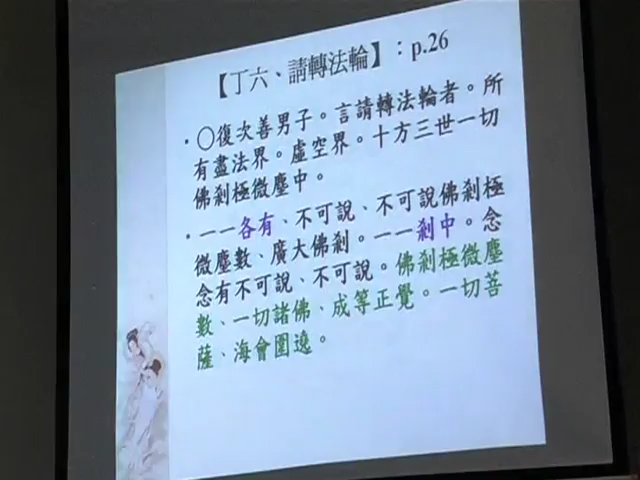 【丁六、請轉法輪】：p.26
•〇復次善男子。言請轉法輪者。所
有盡法界。虛空界。十方三世一切
佛剎極微塵中。
•一一各有、不可說、不可說佛剎極
微塵數、廣大佛剎。一一剎中。念
念有不可說、不可說。佛剎極微塵
數、一切諸佛、成等正覺。一切菩
薩、海會圍遶。